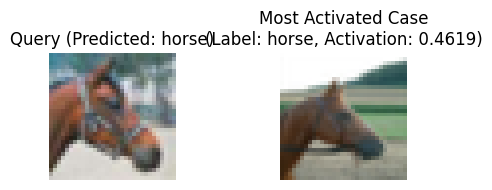 Most Activated Case
Query (Predicted: horse)
(Label: horse, Activation: 0.4619)